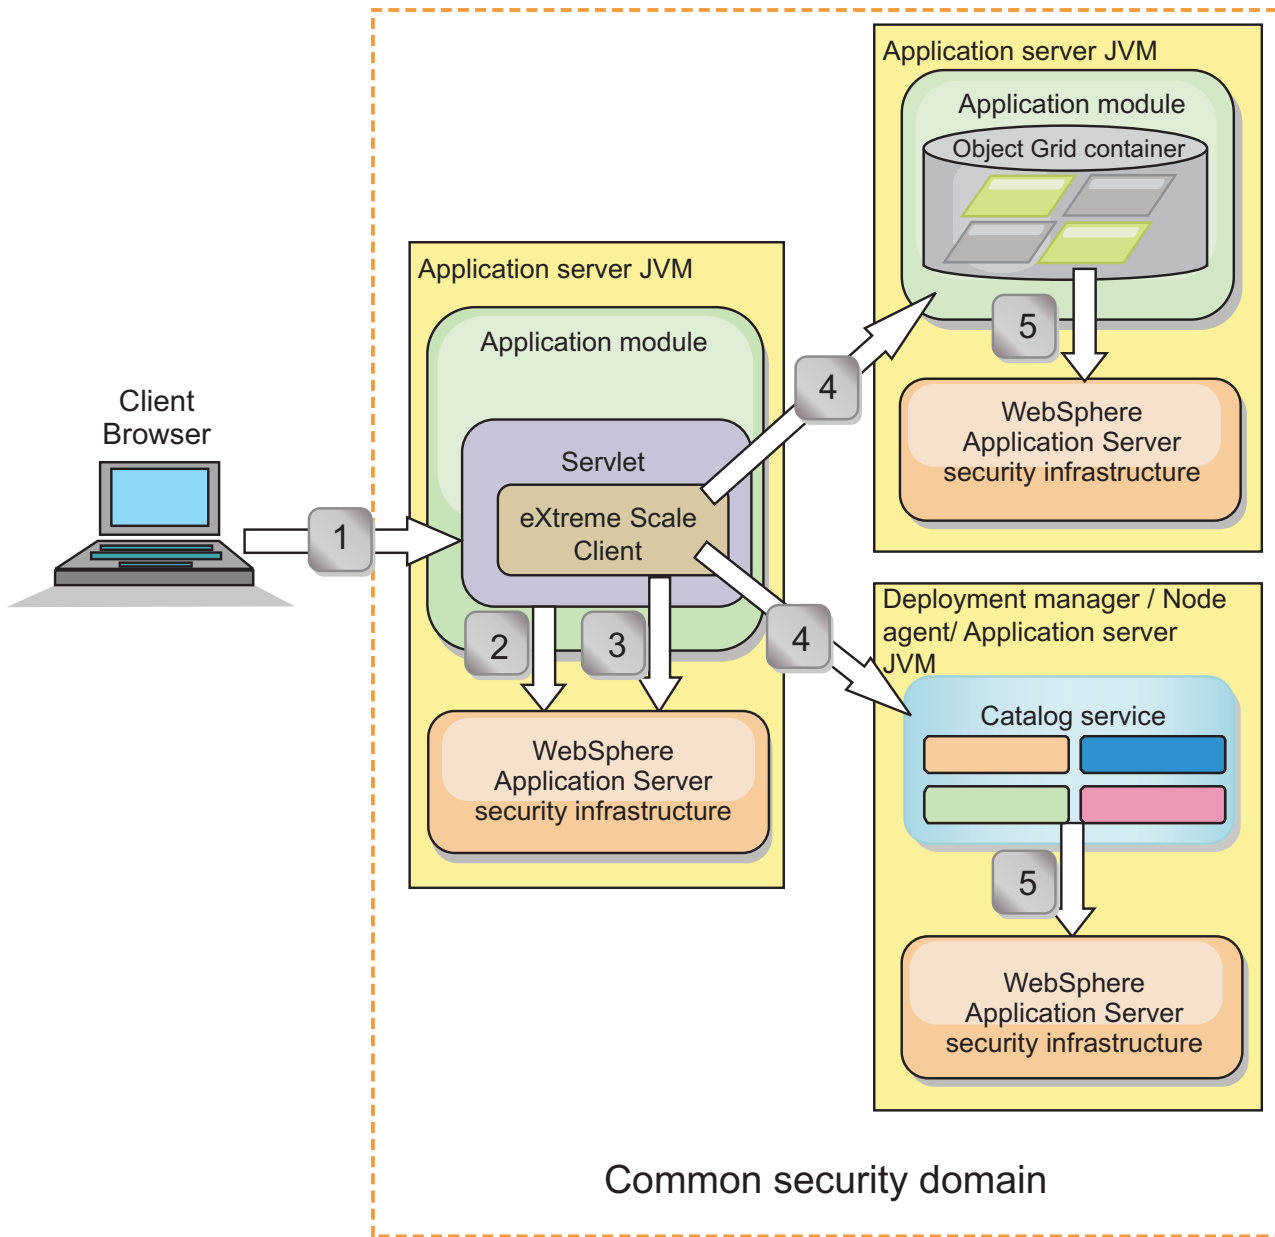 Client
Browser
1
Application server JVM
Application module
Servlet
eXtreme Scale
Client
2
3
WebSphere
Application Server
security infrastructure
4
4
Application server JVM
Application module
Object Grid container
5
WebSphere
Application Server
security infrastructure
Deployment manager / Node
agent/ Application server
JVM
Catalog service
5
WebSphere
Application Server
security infrastructure
Common security domain